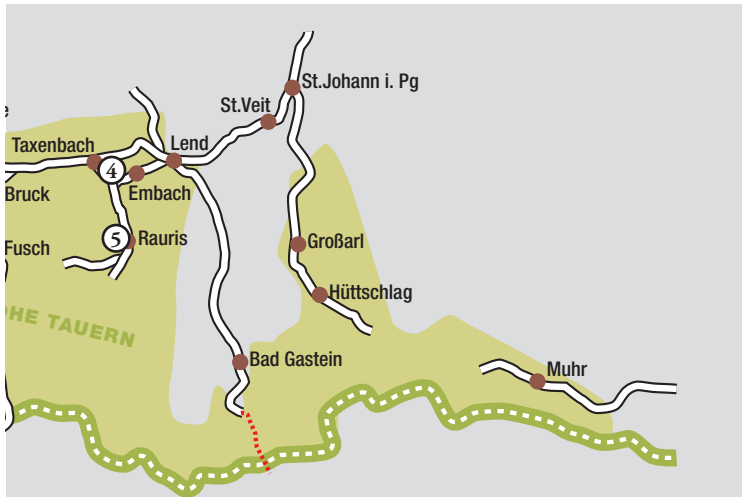 St.Johann i. Pg
St.Veit
e
Taxenbach
Lend
4
Embach
Bruck
5
Rauris
Fusch
Großarl
Hüttschlag
OHE TAUERN
Bad Gastein
Muhr